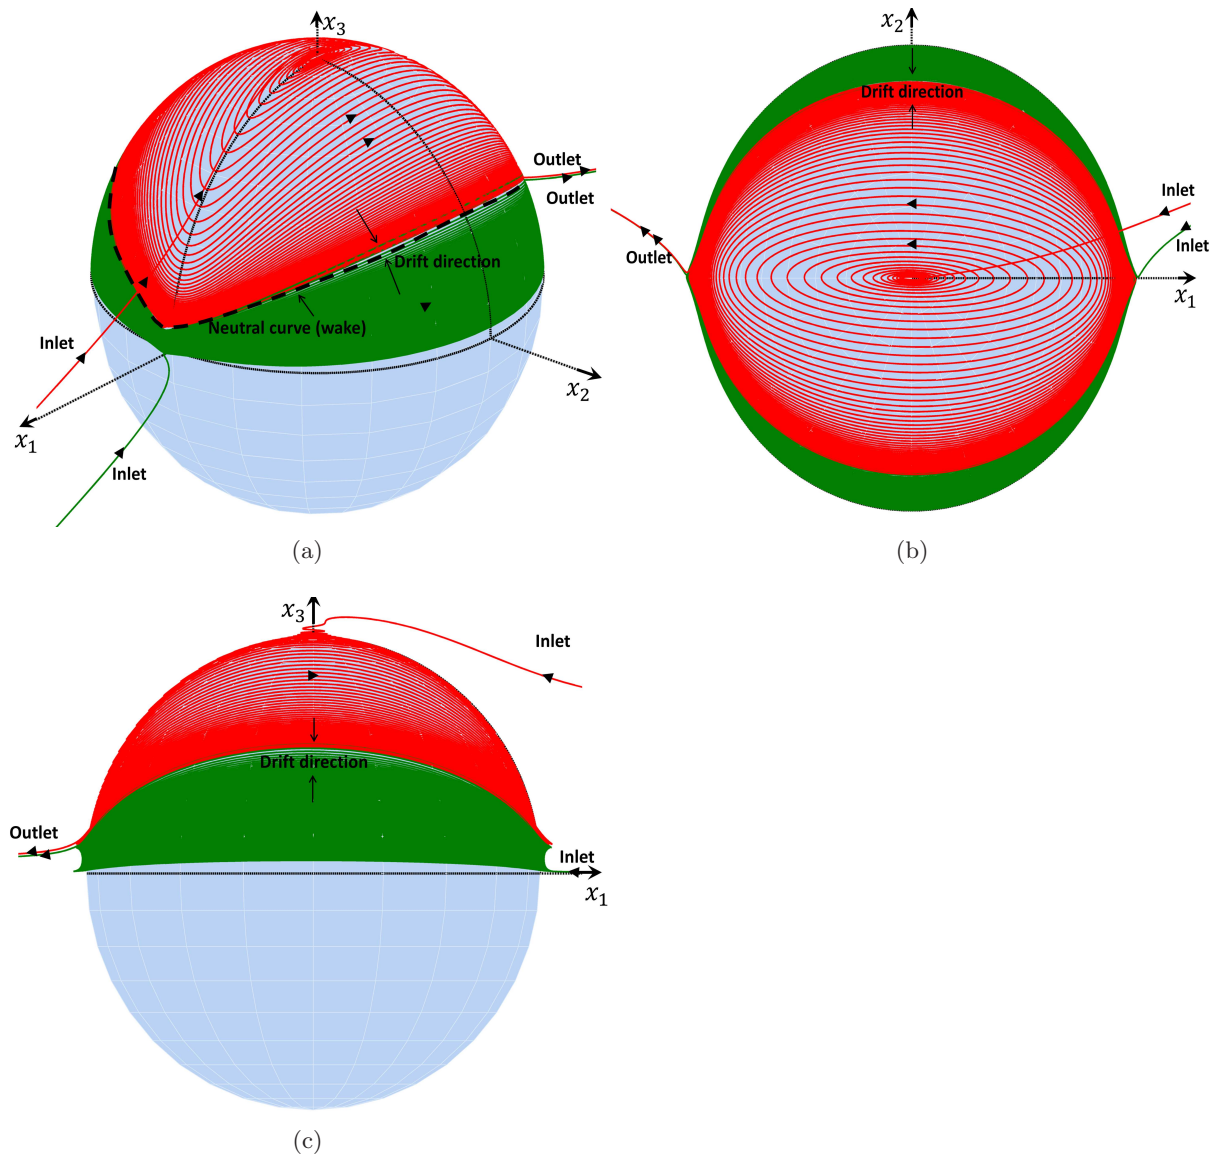 x₃
Outlet
Outlet
Drift direction
Neutral curve (wake)
Inlet
x₂
x₁
Inlet
(a)
x₂
Drift direction
Inlet
Inlet
Outlet
x₁
(b)
x₃
Inlet
Drift direction
Outlet
Inlet
x₁
(c)